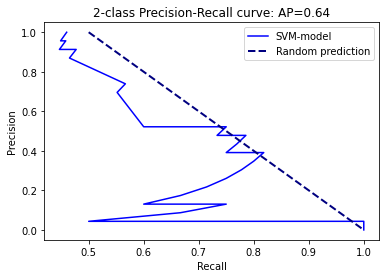 2-class Precision-Recall curve: AP=0.64
SVM-model
Random prediction
1.0
0.8
0.6
0.4
0.2
0.0
Precision
0.5 0.6 0.7 0.8 0.9 1.0
Recall